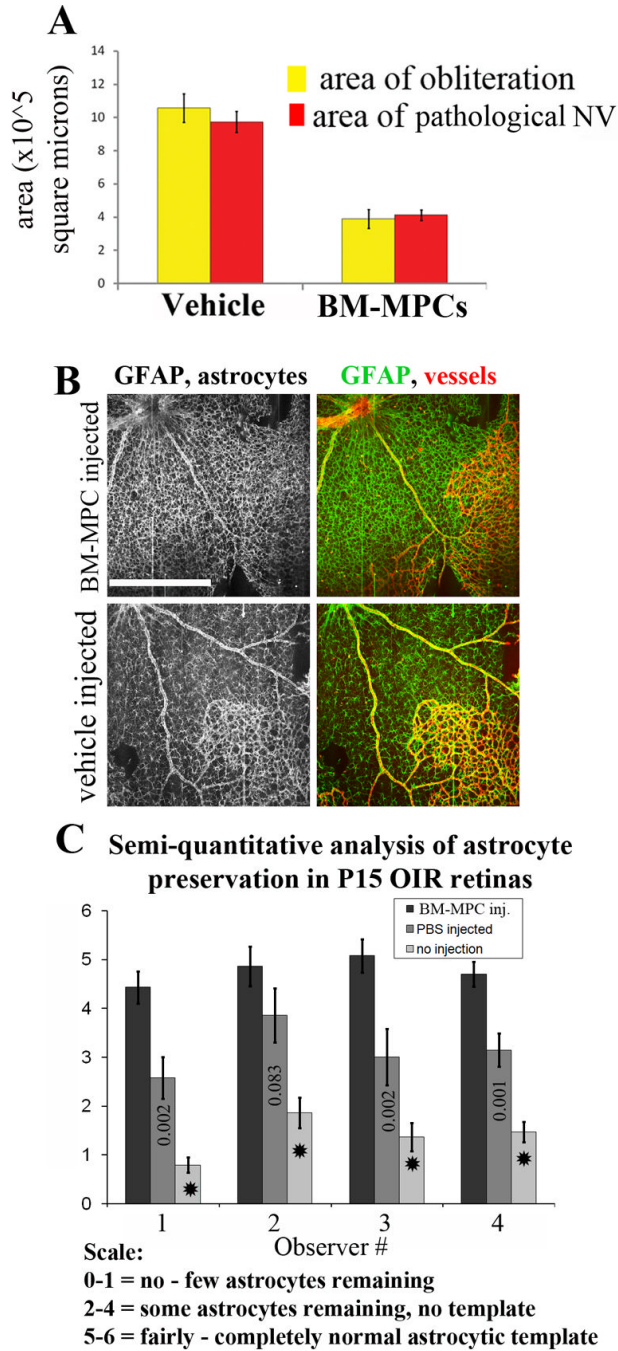 A
14
12
10
8
6
4
2
0
area (x10^5
square microns)
area of obliteration
area of pathological NV
Vehicle
BM-MPCs
B
GFAP, astrocytes
GFAP, vessels
BM-MPC injected
vehicle injected
C
Semi-quantitative analysis of astrocyte
preservation in P15 OIR retinas
6
5
4
3
2
1
0
BM-MPC inj.
PBS injected
no injection
0.002
0.083
0.002
0.001
1
2
3
4
Observer #
Scale:
0-1 = no - few astrocytes remaining
2-4 = some astrocytes remaining, no template
5-6 = fairly - completely normal astrocytic template